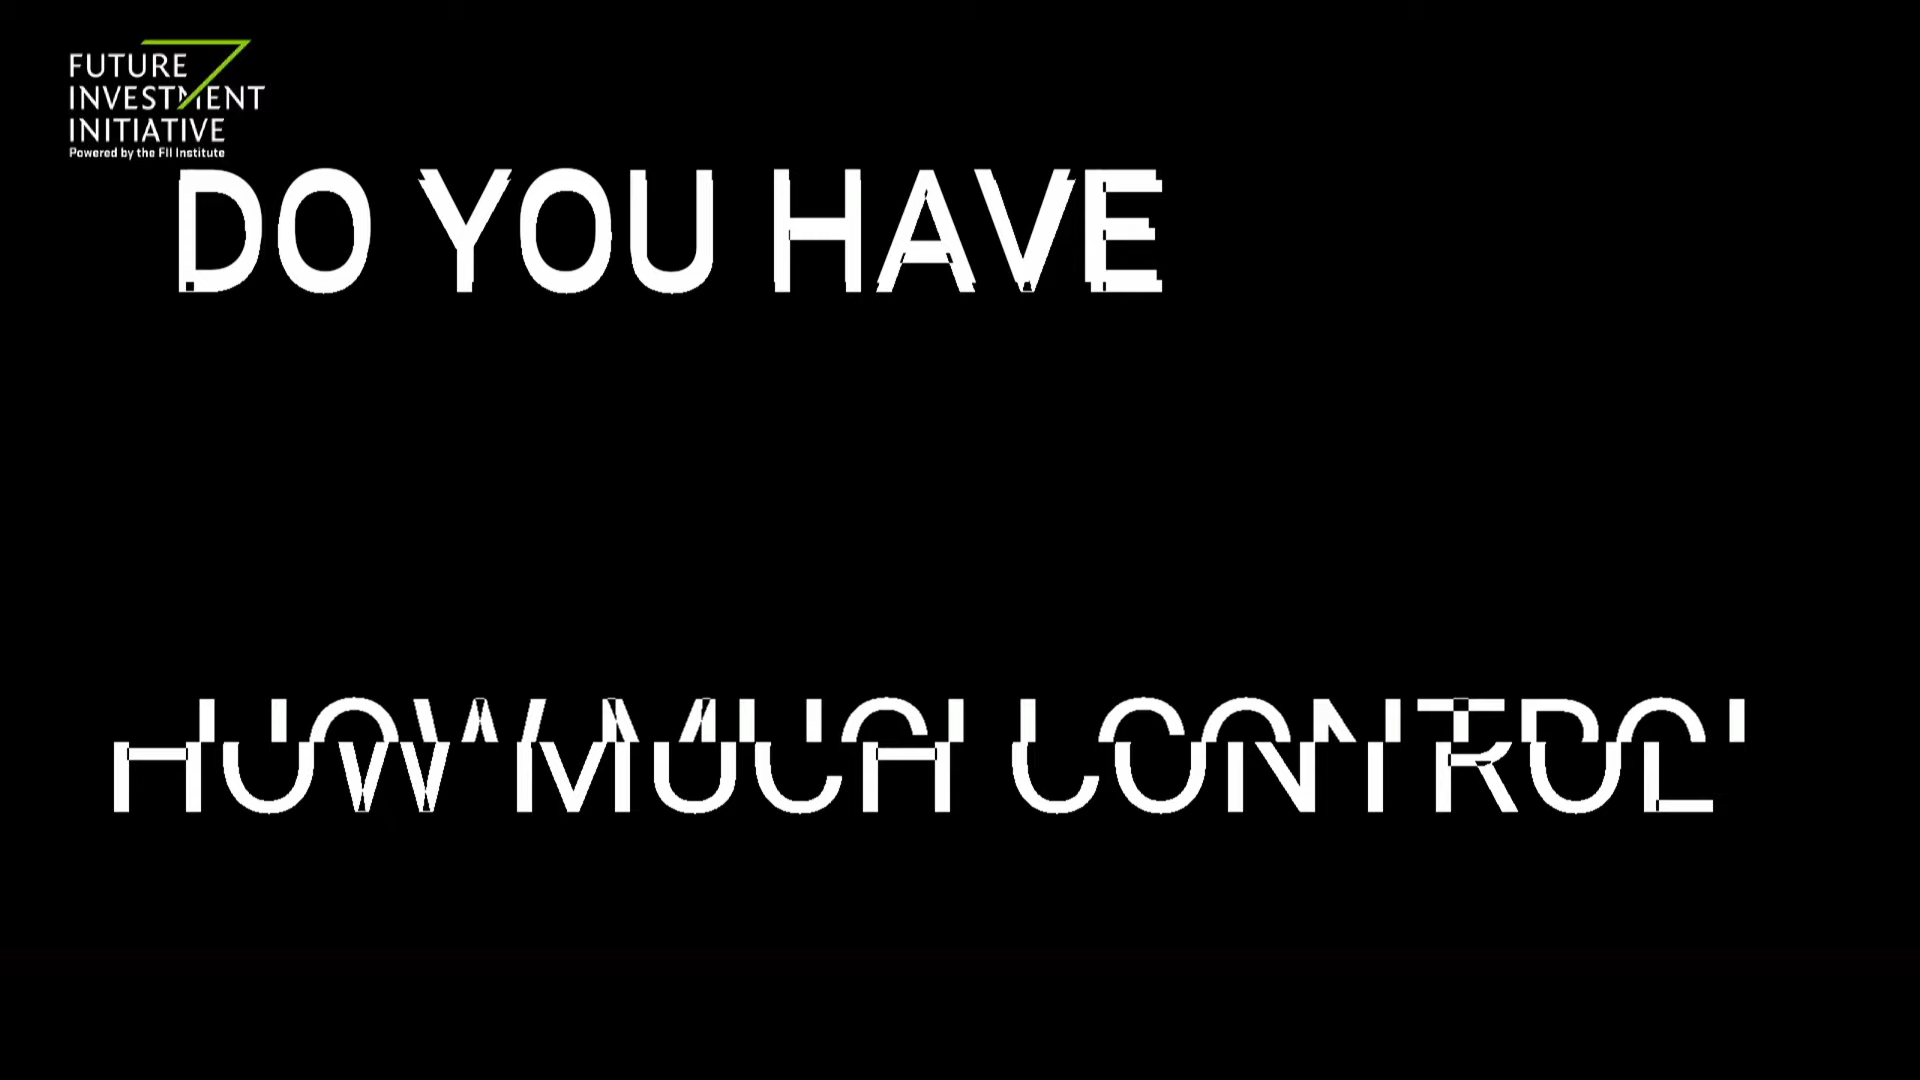 FUTURE
INVESTMENT
INITIATIVE
Powered by the FII Institute
DO YOU HAVE
HOW MUCH CONTROL